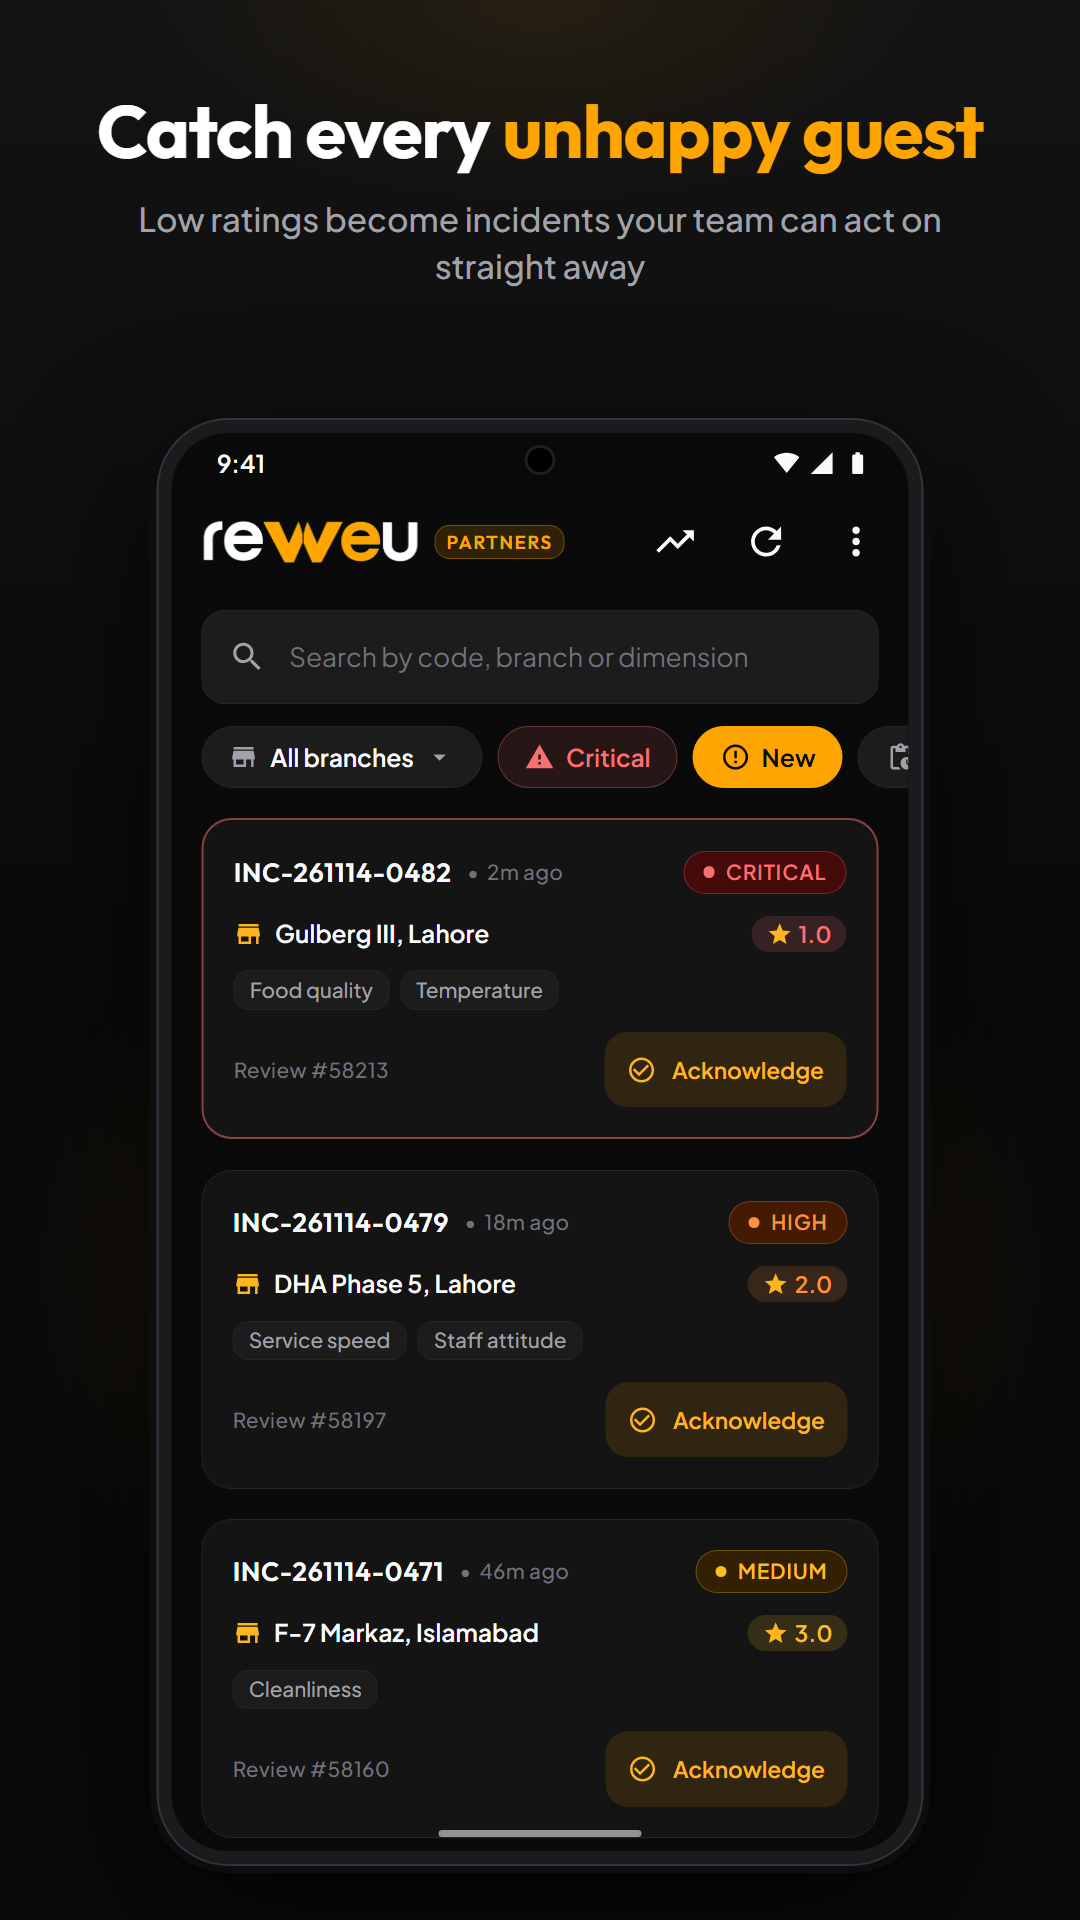 Catch every unhappy guest
Low ratings become incidents your team can act on
straight away
9:41
reweu PARTNERS
Search by code, branch or dimension
All branches Critical New
INC-261114-0482 • 2m ago CRITICAL
Gulberg III, Lahore 1.0
Food quality Temperature
Review #58213 Acknowledge
INC-261114-0479 • 18m ago HIGH
DHA Phase 5, Lahore 2.0
Service speed Staff attitude
Review #58197 Acknowledge
INC-261114-0471 • 46m ago MEDIUM
F-7 Markaz, Islamabad 3.0
Cleanliness
Review #58160 Acknowledge